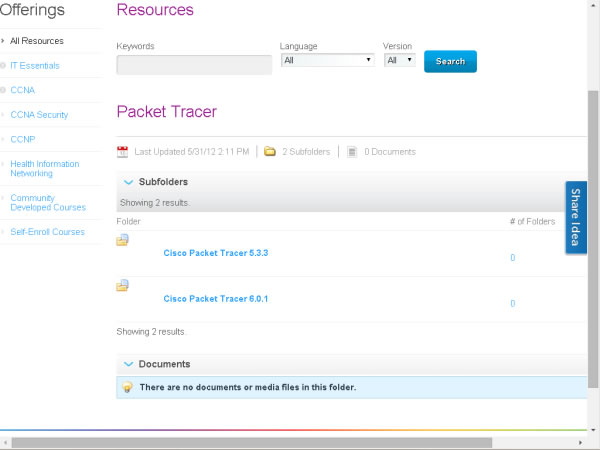 Offerings
All Resources
IT Essentials
CCNA
CCNA Security
CCNP
Health Information
Networking
Community
Developed Courses
Self-Enroll Courses
Resources
Keywords
Language
All
Version
All
Search
Packet Tracer
Last Updated 5/31/12 2:11 PM
2 Subfolders
0 Documents
Subfolders
Showing 2 results.
Folder
# of Folders
Cisco Packet Tracer 5.3.3
0
Cisco Packet Tracer 6.0.1
0
Showing 2 results.
Documents
There are no documents or media files in this folder.
Share Idea